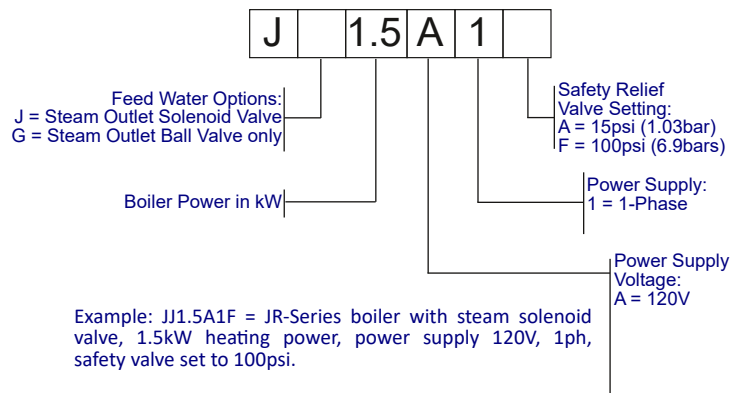 J 1.5 A 1
Feed Water Options:
J = Steam Outlet Solenoid Valve
G = Steam Outlet Ball Valve only
Boiler Power in kW
Safety Relief
Valve Setting:
A = 15psi (1.03bar)
F = 100psi (6.9bars)
Power Supply:
1 = 1-Phase
Power Supply
Voltage:
A = 120V
Example: JJ1.5A1F = JR-Series boiler with steam solenoid
valve, 1.5kW heating power, power supply 120V, 1ph,
safety valve set to 100psi.